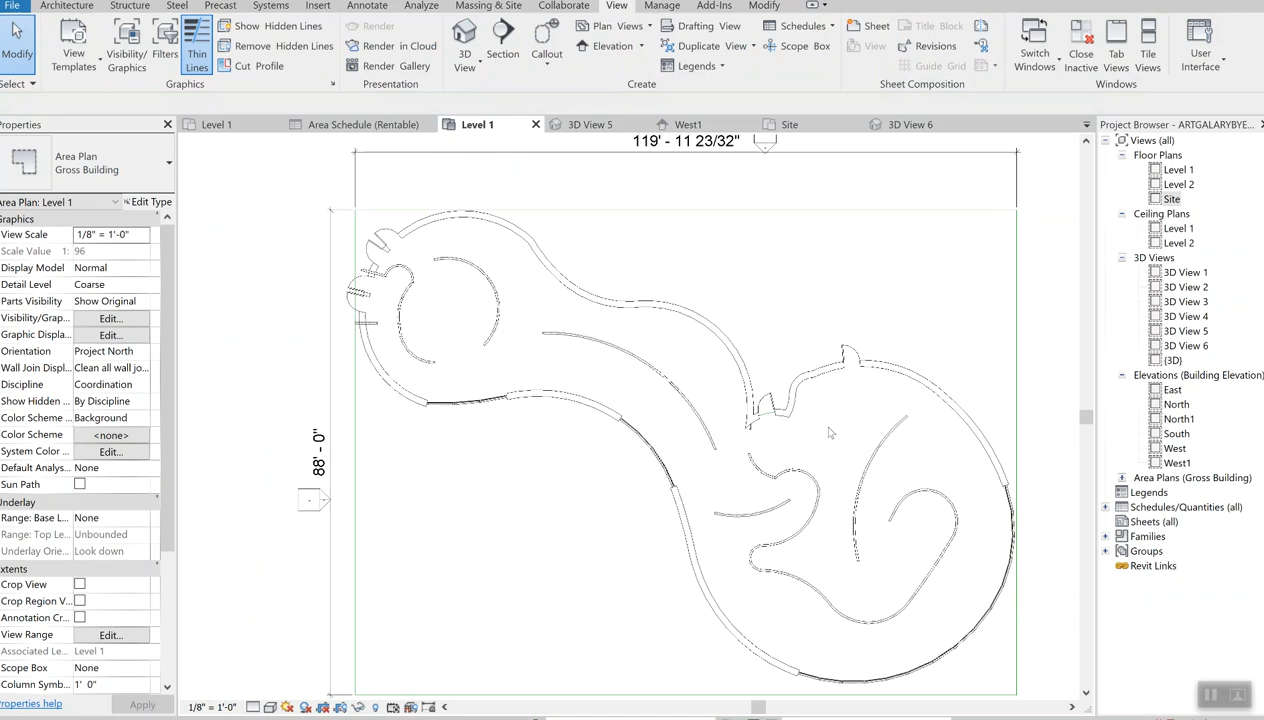 File Architecture Structure Steel Precast Systems Insert Annotate Analyze Massing & Site Collaborate View Manage Add-Ins Modify
Modify
Select
View
Templates
Visibility/
Graphics
Filters
Thin
Lines
Show Hidden Lines
Remove Hidden Lines
Cut Profile
Graphics
Render
Render in Cloud
Render Gallery
Presentation
3D
View
Section
Callout
Plan Views
Elevation
Drafting View
Duplicate View
Legends
Schedules
Scope Box
Create
Sheet
View
Title Block
Revisions
Guide Grid
Sheet Composition
Switch
Windows
Close
Inactive
Tab
Views
Tile
Views
Windows
User
Interface
Properties
Level 1
Area Schedule (Rentable)
Level 1
3D View 5
West1
Site
3D View 6
Project Browser - ARTGALARYBYE...
Area Plan
Gross Building
Area Plan: Level 1
Edit Type
Graphics
View Scale 1/8" = 1'-0"
Scale Value 1: 96
Display Model Normal
Detail Level Coarse
Parts Visibility Show Original
Visibility/Grap... Edit...
Graphic Displa... Edit...
Orientation Project North
Wall Join Displ... Clean all wall jo...
Discipline Coordination
Show Hidden ... By Discipline
Color Scheme ... Background
Color Scheme <none>
System Color ... Edit...
Default Analys... None
Sun Path
Underlay
Range: Base L... None
Range: Top Le... Unbounded
Underlay Orie... Look down
Extents
Crop View
Crop Region V...
Annotation Cr...
View Range Edit...
Associated Le... Level 1
Scope Box None
Column Symb... 1' 0"
Properties help
Apply
119' - 11 23/32"
88' - 0"
1/8" = 1'-0"
Views (all)
Floor Plans
Level 1
Level 2
Site
Ceiling Plans
Level 1
Level 2
3D Views
3D View 1
3D View 2
3D View 3
3D View 4
3D View 5
3D View 6
{3D}
Elevations (Building Elevation)
East
North
North1
South
West
West1
Area Plans (Gross Building)
Legends
Schedules/Quantities (all)
Sheets (all)
Families
Groups
Revit Links